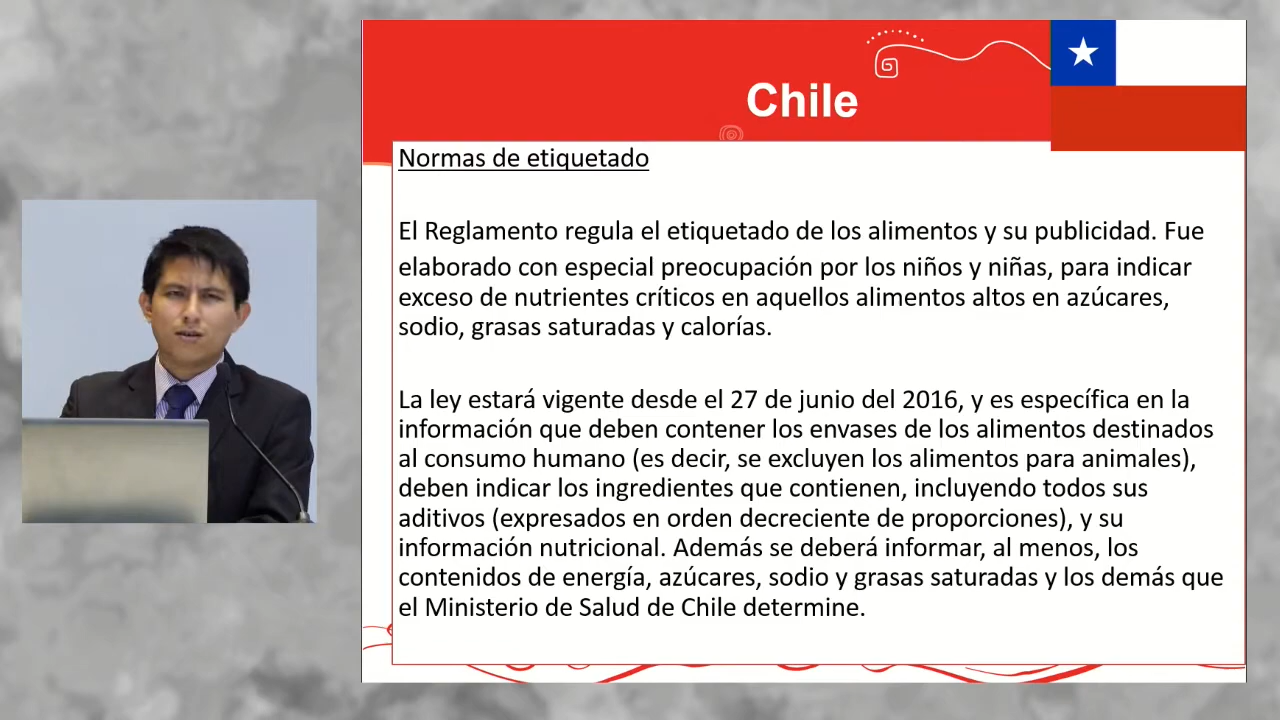 Chile
Normas de etiquetado
El Reglamento regula el etiquetado de los alimentos y su publicidad. Fue
elaborado con especial preocupación por los niños y niñas, para indicar
exceso de nutrientes críticos en aquellos alimentos altos en azúcares,
sodio, grasas saturadas y calorías.
La ley estará vigente desde el 27 de junio del 2016, y es específica en la
información que deben contener los envases de los alimentos destinados
al consumo humano (es decir, se excluyen los alimentos para animales),
deben indicar los ingredientes que contienen, incluyendo todos sus
aditivos (expresados en orden decreciente de proporciones), y su
información nutricional. Además se deberá informar, al menos, los
contenidos de energía, azúcares, sodio y grasas saturadas y los demás que
el Ministerio de Salud de Chile determine.